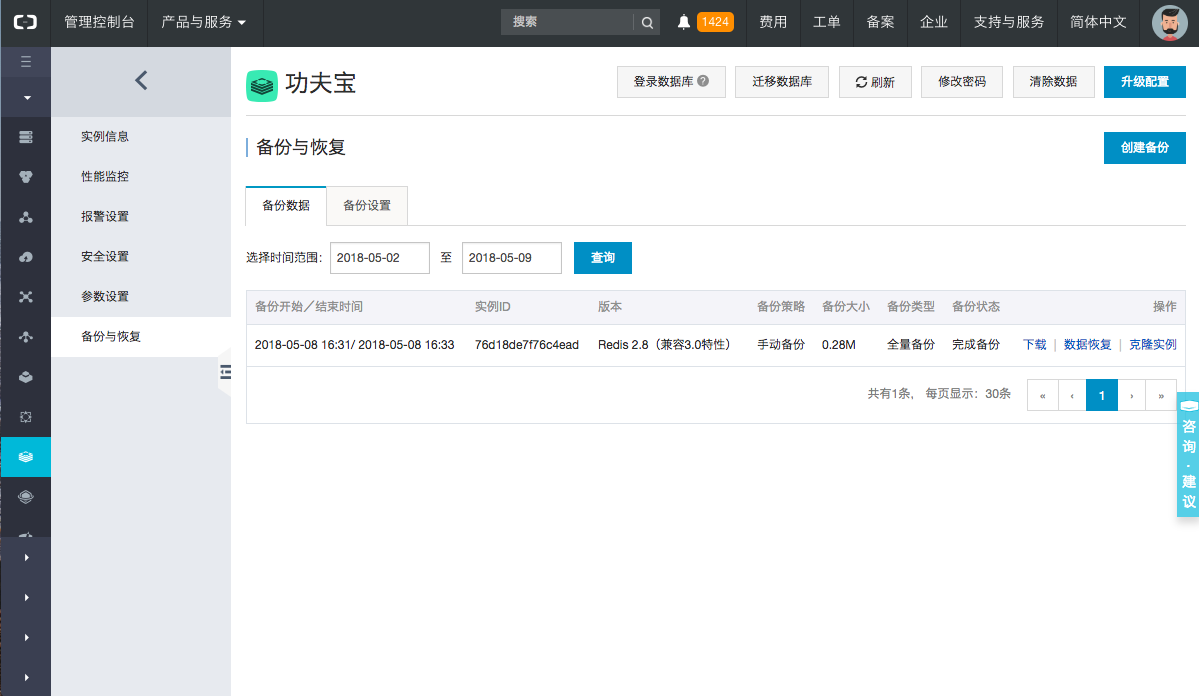 管理控制台 产品与服务 搜索 1424 费用 工单 备案 企业 支持与服务 简体中文
功夫宝 登录数据库 ? 迁移数据库 刷新 修改密码 清除数据 升级配置
实例信息
性能监控
报警设置
安全设置
参数设置
备份与恢复
备份与恢复 创建备份
备份数据 备份设置
选择时间范围: 2018-05-02 至 2018-05-09 查询
备份开始／结束时间 实例ID 版本 备份策略 备份大小 备份类型 备份状态 操作
2018-05-08 16:31/ 2018-05-08 16:33 76d18de7f76c4ead Redis 2.8（兼容3.0特性） 手动备份 0.28M 全量备份 完成备份 下载 | 数据恢复 | 克隆实例
共有1条， 每页显示：30条 « ‹ 1 › »
咨询·建议